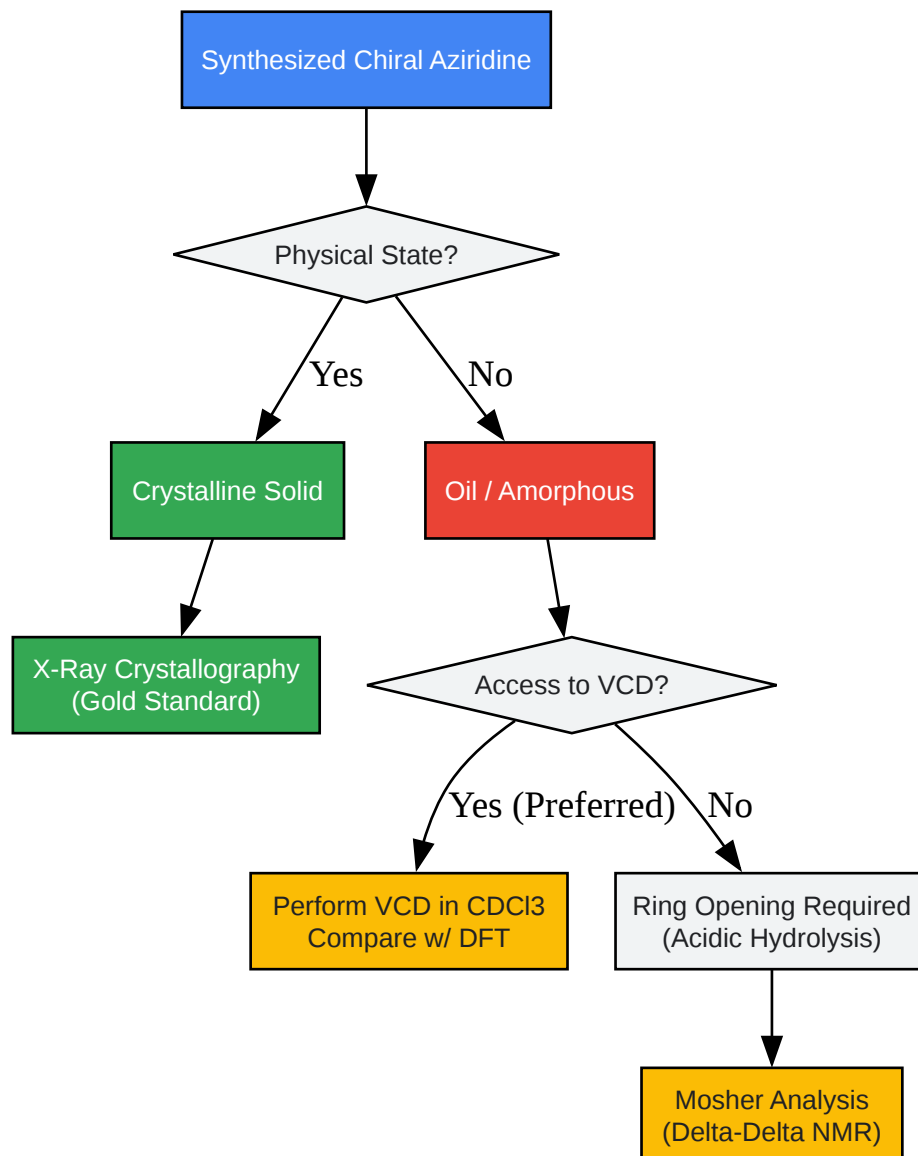 Synthesized Chiral Aziridine
Physical State?
Yes
No
Crystalline Solid
Oil / Amorphous
X-Ray Crystallography
(Gold Standard)
Access to VCD?
Yes (Preferred)
No
Perform VCD in CDCl3
Compare w/ DFT
Ring Opening Required
(Acidic Hydrolysis)
Mosher Analysis
(Delta-Delta NMR)